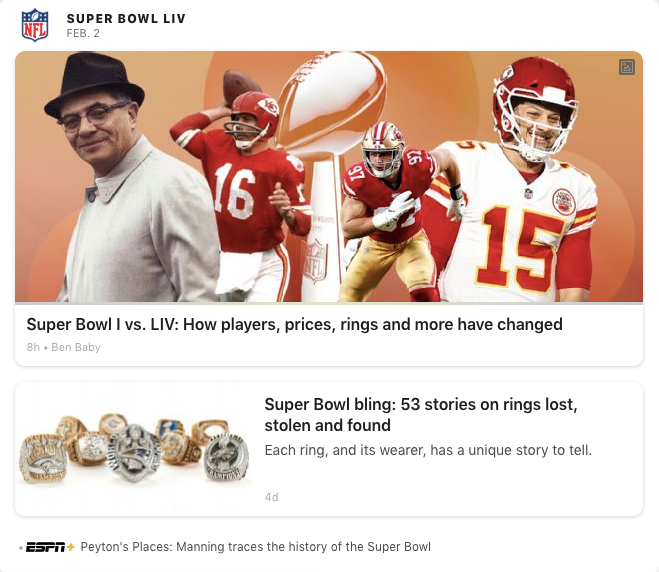 NFL
SUPER BOWL LIV
FEB. 2
16
97
97
15
NFL
15
Super Bowl I vs. LIV: How players, prices, rings and more have changed
8h • Ben Baby
Super Bowl bling: 53 stories on rings lost,
stolen and found
Each ring, and its wearer, has a unique story to tell.
4d
• ESPN+ Peyton's Places: Manning traces the history of the Super Bowl